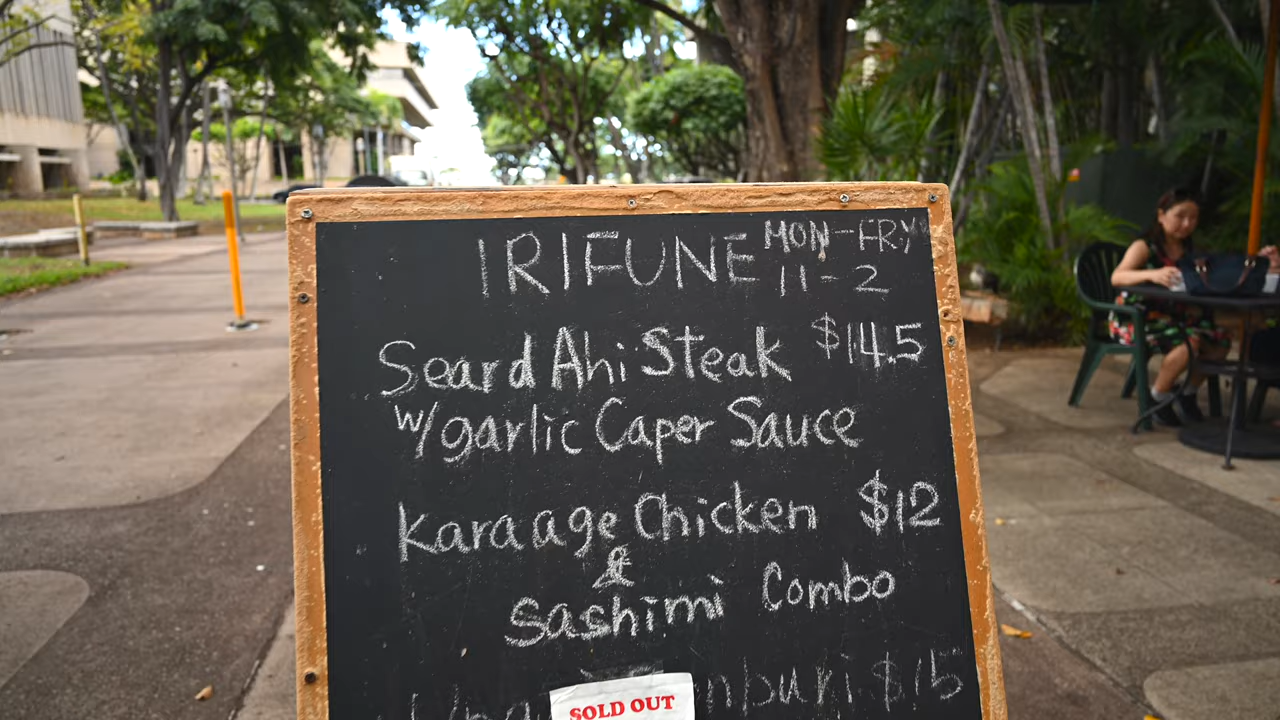 IRIFUNE MON-FRY
11-2
Seard Ahi Steak $14.5
w/garlic Caper Sauce
Karaage Chicken $12
&
Sashimi Combo
$15
SOLD OUT